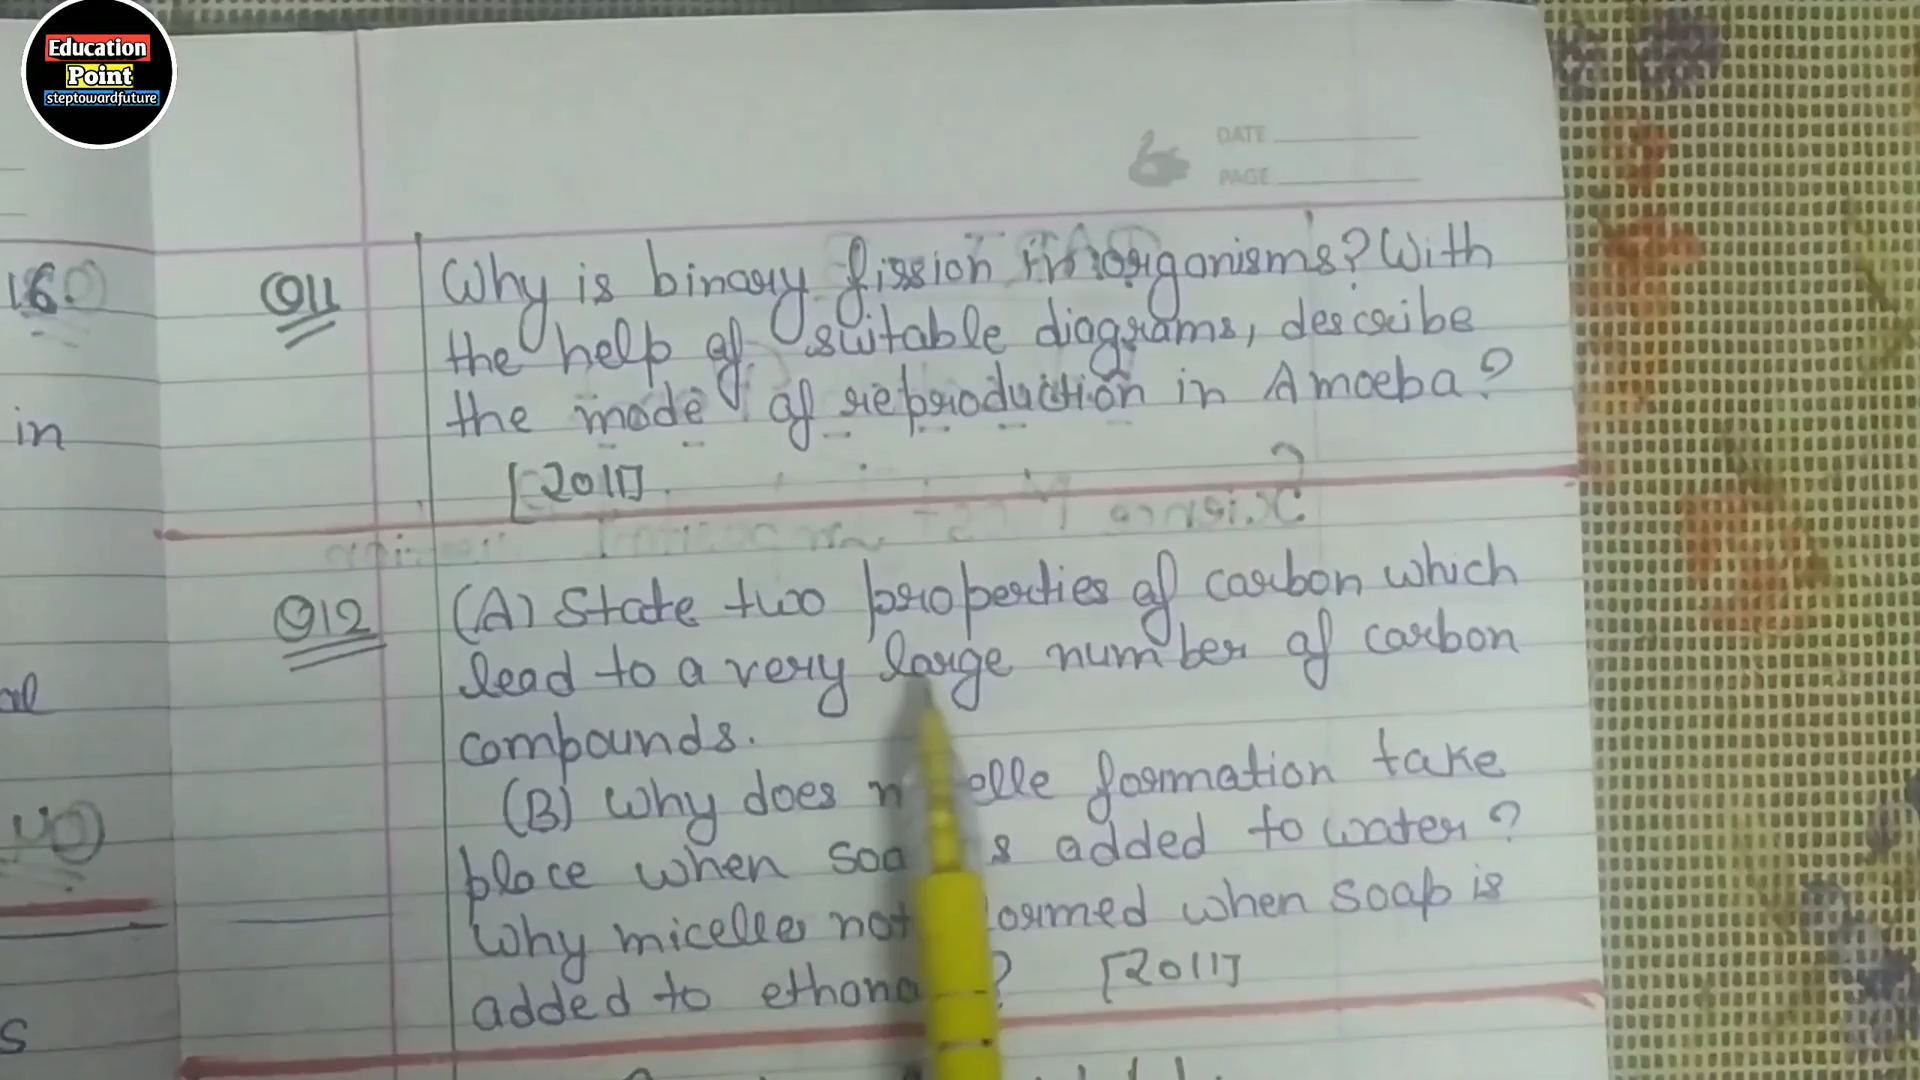 Education
Point
steptowardfuture
DATE
PAGE
16.
in
al
s
Q11 Why is binary fission in organisms? With
the help of suitable diagrams, describe
the mode of reproduction in Amoeba?
[2011]
Q12 (A) State two properties of carbon which
lead to a very large number of carbon
compounds.
(B) Why does elle formation take
place when soa s added to water?
Why micelles not formed when soap is
added to ethano ? [2011]